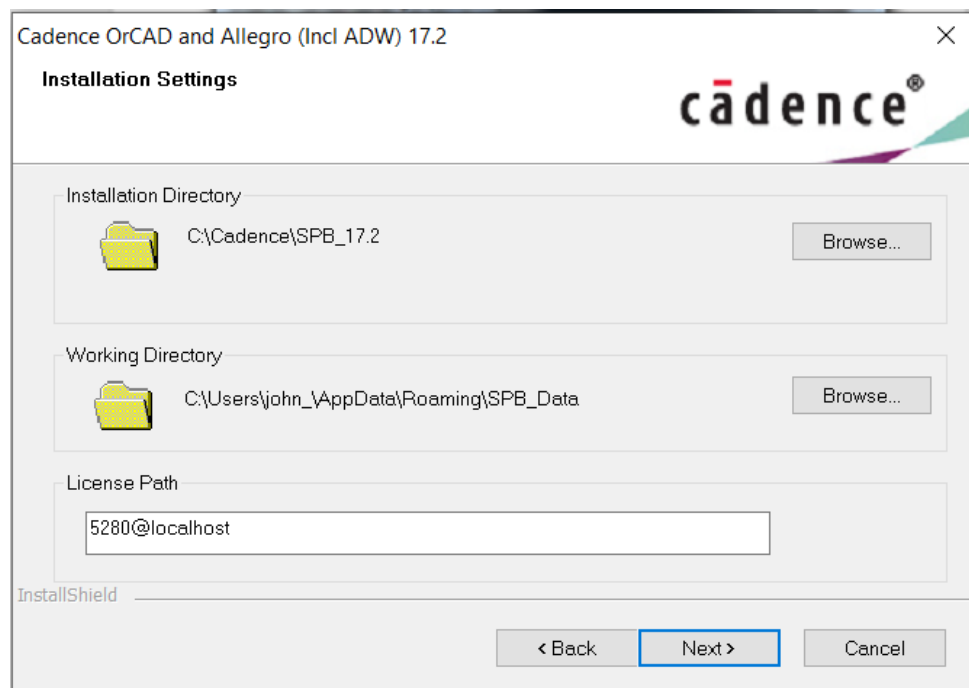 Cadence OrCAD and Allegro (Incl ADW) 17.2
Installation Settings
cādence®
Installation Directory
C:\Cadence\SPB_17.2
Browse...
Working Directory
C:\Users\john_\AppData\Roaming\SPB_Data
Browse...
License Path
5280@localhost
InstallShield
< Back
Next >
Cancel